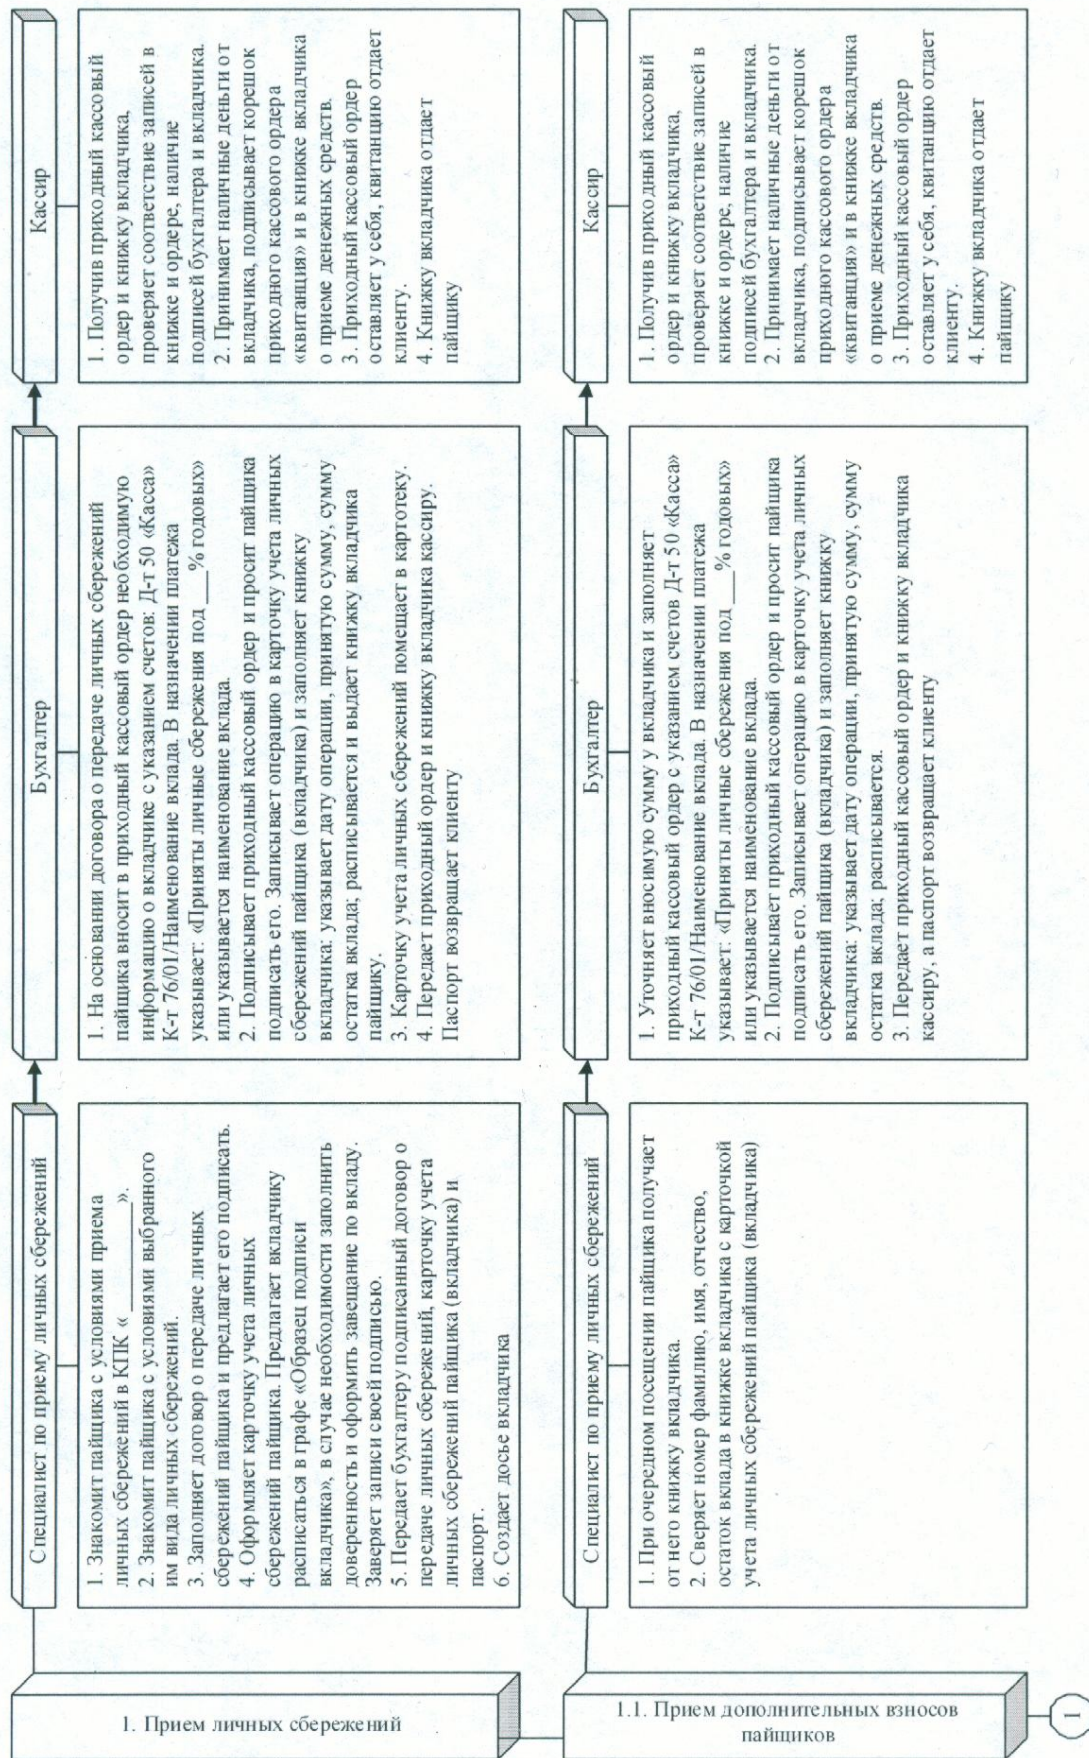 1. Прием личных сбережений
Специалист по приему личных сбережений
1. Знакомит пайщика с условиями приема
личных сбережений в КПК «__________».
2. Знакомит пайщика с условиями выбранного
им вида личных сбережений.
3. Заполняет договор о передаче личных
сбережений пайщика и предлагает его подписать.
4. Оформляет карточку учета личных
сбережений пайщика. Предлагает вкладчику
расписаться в графе «Образец подписи
вкладчика», в случае необходимости заполнить
доверенность и оформить завещание по вкладу.
Заверяет записи своей подписью.
5. Передает бухгалтеру подписанный договор о
передаче личных сбережений, карточку учета
личных сбережений пайщика (вкладчика) и
паспорт.
6. Создает досье вкладчика
Бухгалтер
1. На основании договора о передаче личных сбережений
пайщика вносит в приходный кассовый ордер необходимую
информацию о вкладчике с указанием счетов: Д-т 50 «Касса»
К-т 76/01/Наименование вклада. В назначении платежа
указывает: «Приняты личные сбережения под ___% годовых»
или указывается наименование вклада.
2. Подписывает приходный кассовый ордер и просит пайщика
подписать его. Записывает операцию в карточку учета личных
сбережений пайщика (вкладчика) и заполняет книжку
вкладчика: указывает дату операции, принятую сумму, сумму
остатка вклада; расписывается и выдает книжку вкладчика
пайщику.
3. Карточку учета личных сбережений помещает в картотеку.
4. Передает приходный ордер и книжку вкладчика кассиру.
Паспорт возвращает клиенту
Кассир
1. Получив приходный кассовый
ордер и книжку вкладчика,
проверяет соответствие записей в
книжке и ордере, наличие
подписей бухгалтера и вкладчика.
2. Принимает наличные деньги от
вкладчика, подписывает корешок
приходного кассового ордера
«квитанция» и в книжке вкладчика
о приеме денежных средств.
3. Приходный кассовый ордер
оставляет у себя, квитанцию отдает
клиенту.
4. Книжку вкладчика отдает
пайщику
1.1. Прием дополнительных взносов
пайщиков
Специалист по приему личных сбережений
1. При очередном посещении пайщика получает
от него книжку вкладчика.
2. Сверяет номер фамилию, имя, отчество,
остаток вклада в книжке вкладчика с карточкой
учета личных сбережений пайщика (вкладчика)
Бухгалтер
1. Уточняет вносимую сумму у вкладчика и заполняет
приходный кассовый ордер с указанием счетов Д-т 50 «Касса»
К-т 76/01/Наименование вклада. В назначении платежа
указывает: «Приняты личные сбережения под ___% годовых»
или указывается наименование вклада.
2. Подписывает приходный кассовый ордер и просит пайщика
подписать его. Записывает операцию в карточку учета личных
сбережений пайщика (вкладчика) и заполняет книжку
вкладчика: указывает дату операции, принятую сумму, сумму
остатка вклада; расписывается.
3. Передает приходный кассовый ордер и книжку вкладчика
кассиру, а паспорт возвращает клиенту
Кассир
1. Получив приходный кассовый
ордер и книжку вкладчика,
проверяет соответствие записей в
книжке и ордере, наличие
подписей бухгалтера и вкладчика.
2. Принимает наличные деньги от
вкладчика, подписывает корешок
приходного кассового ордера
«квитанция» и в книжке вкладчика
о приеме денежных средств.
3. Приходный кассовый ордер
оставляет у себя, квитанцию отдает
клиенту.
4. Книжку вкладчика отдает
пайщику
1